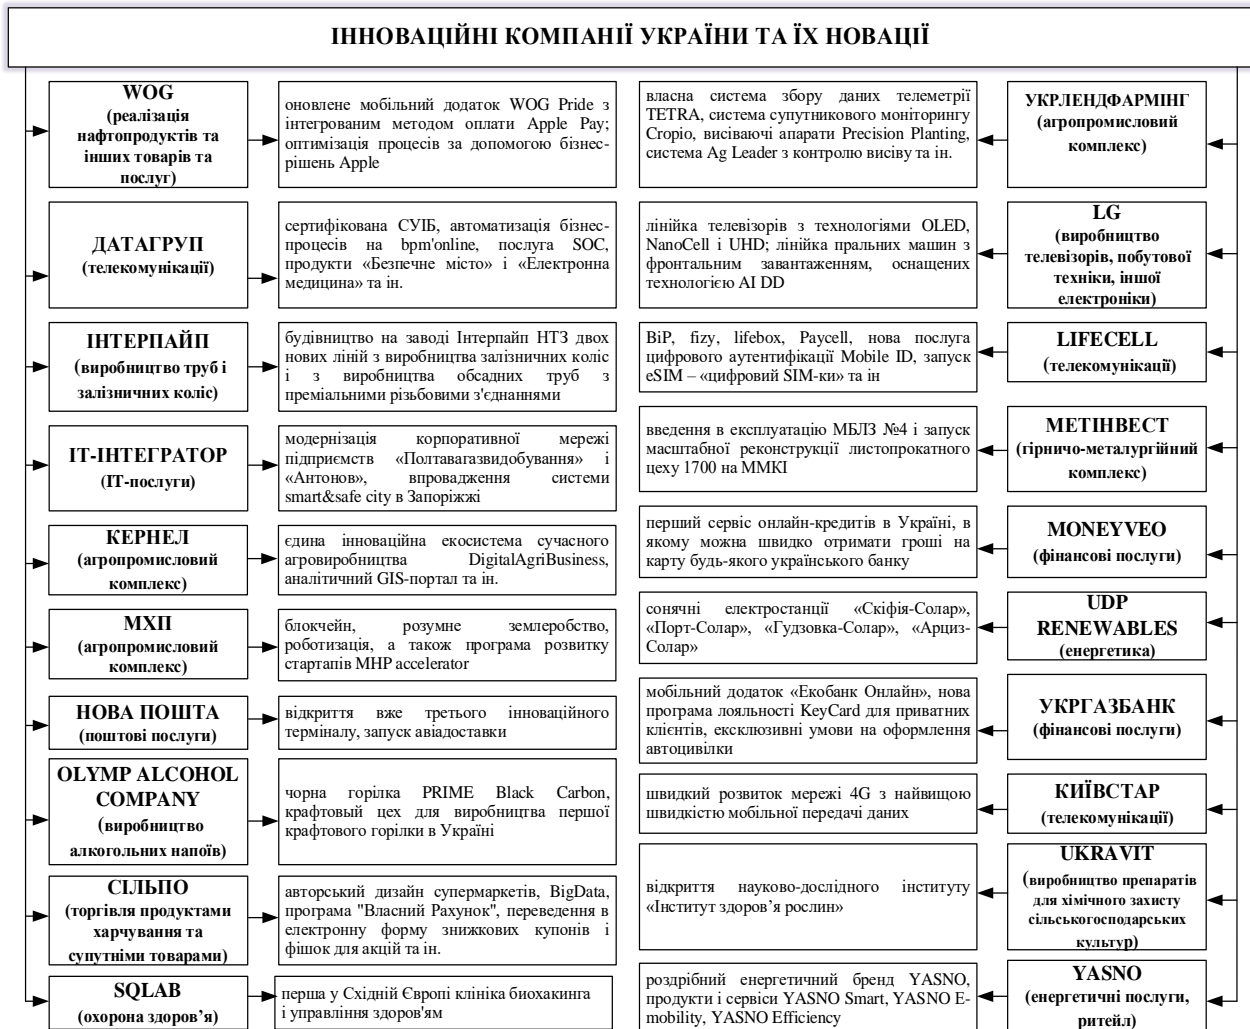 ІННОВАЦІЙНІ КОМПАНІЇ УКРАЇНИ ТА ЇХ НОВАЦІЇ
WOG
(реалізація
нафтопродуктів та
інших товарів та
послуг)
оновлене мобільний додаток WOG Pride з
інтегрованим методом оплати Apple Pay;
оптимізація процесів за допомогою бізнес-
рішень Apple
ДАТАГРУП
(телекомунікації)
сертифікована СУІБ, автоматизація бізнес-
процесів на bpm'online, послуга SOC,
продукти «Безпечне місто» і «Електронна
медицина» та ін.
ІНТЕРПАЙП
(виробництво труб і
залізничних коліс)
будівництво на заводі Інтерпайп НТЗ двох
нових ліній з виробництва залізничних коліс
і з виробництва обсадних труб з
преміальними різьбовими з'єднаннями
ІТ-ІНТЕГРАТОР
(ІТ-послуги)
модернізація корпоративної мережі
підприємств «Полтавагазвидобування» і
«Антонов», впровадження системи
smart&safe city в Запоріжжі
КЕРНЕЛ
(агропромисловий
комплекс)
єдина інноваційна екосистема сучасного
агровиробництва DigitalAgriBusiness,
аналітичний GIS-портал та ін.
МХП
(агропромисловий
комплекс)
блокчейн, розумне землеробство,
роботизація, а також програма розвитку
стартапів MHP accelerator
НОВА ПОШТА
(поштові послуги)
відкриття вже третього інноваційного
терміналу, запуск авіадоставки
OLYMP ALCOHOL
COMPANY
(виробництво
алкогольних напоїв)
чорна горілка PRIME Black Carbon,
крафтовый цех для виробництва першої
крафтового горілки в Україні
СІЛЬПО
(торгівля продуктами
харчування та
супутніми товарами)
авторський дизайн супермаркетів, BigData,
програма "Власний Рахунок", переведення в
електронну форму знижкових купонів і
фішок для акцій та ін.
SQLAB
(охорона здоров’я)
перша у Східній Європі клініка биохакинга
і управління здоров'ям
власна система збору даних телеметрії
TETRA, система супутникового моніторингу
Cropio, висіваючі апарати Precision Planting,
система Ag Leader з контролю висіву та ін.
УКРЛЕНДФАРМІНГ
(агропромисловий
комплекс)
лінійка телевізорів з технологіями OLED,
NanoCell і UHD; лінійка пральних машин з
фронтальним завантаженням, оснащених
технологією AI DD
LG
(виробництво
телевізорів, побутової
техніки, іншої
електроніки)
BiP, fizy, lifebox, Paycell, нова послуга
цифрового аутентифікації Mobile ID, запуск
eSIM – «цифровий SIM-ки» та ін
LIFECELL
(телекомунікації)
введення в експлуатацію МБЛЗ №4 і запуск
масштабної реконструкції листопрокатного
цеху 1700 на ММКІ
МЕТІНВЕСТ
(гірничо-металургійний
комплекс)
перший сервіс онлайн-кредитів в Україні, в
якому можна швидко отримати гроші на
карту будь-якого українського банку
MONEYVEO
(фінансові послуги)
сонячні електростанції «Скіфія-Солар»,
«Порт-Солар», «Гудзовка-Солар», «Арциз-
Солар»
UDP
RENEWABLES
(енергетика)
мобільний додаток «Екобанк Онлайн», нова
програма лояльності KeyCard для приватних
клієнтів, ексклюзивні умови на оформлення
автоцивілки
УКРГАЗБАНК
(фінансові послуги)
швидкий розвиток мережі 4G з найвищою
швидкістю мобільної передачі даних
КИЇВСТАР
(телекомунікації)
відкриття науково-дослідного інституту
«Інститут здоров’я рослин»
UKRAVIT
(виробництво препаратів
для хімічного захисту
сільськогосподарських
культур)
роздрібний енергетичний бренд YASNO,
продукти і сервіси YASNO Smart, YASNO E-
mobility, YASNO Efficiency
YASNO
(енергетичні послуги,
ритейл)